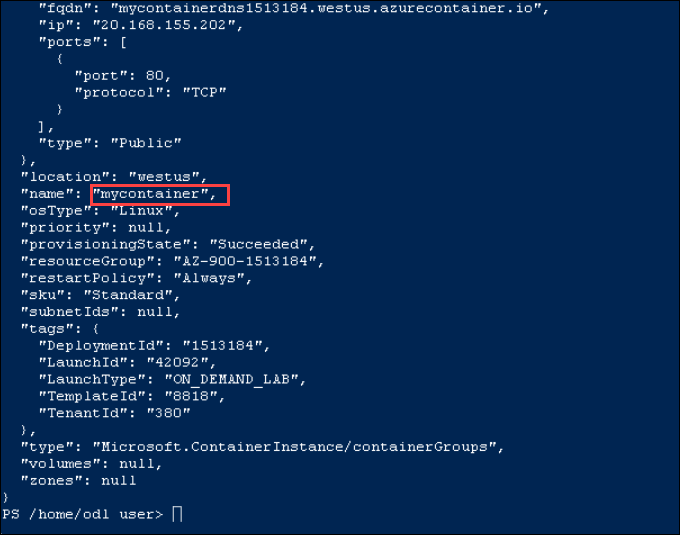 "fqdn": "mycontainerdns1513184.westus.azurecontainer.io",
"ip": "20.168.155.202",
"ports": [
{
"port": 80,
"protocol": "TCP"
}
],
"type": "Public"
},
"location": "westus",
"name": "mycontainer",
"osType": "Linux",
"priority": null,
"provisioningState": "Succeeded",
"resourceGroup": "AZ-900-1513184",
"restartPolicy": "Always",
"sku": "Standard",
"subnetIds": null,
"tags": {
"DeploymentId": "1513184",
"LaunchId": "42092",
"LaunchType": "ON_DEMAND_LAB",
"TemplateId": "8818",
"TenantId": "380"
},
"type": "Microsoft.ContainerInstance/containerGroups",
"volumes": null,
"zones": null
}
PS /home/odl user>